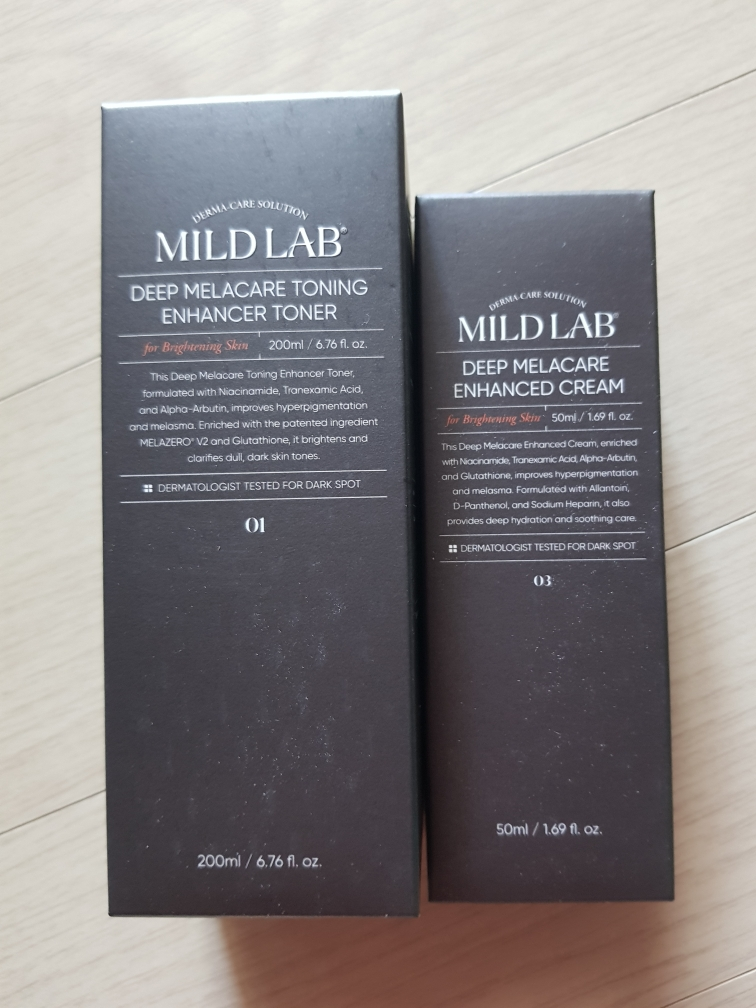 DERMA-CARE SOLUTION
MILD LAB®
DEEP MELACARE TONING
ENHANCER TONER
for Brightening Skin 200ml / 6.76 fl. oz.
This Deep Melacare Toning Enhancer Toner,
formulated with Niacinamide, Tranexamic Acid,
and Alpha-Arbutin, improves hyperpigmentation
and melasma. Enriched with the patented ingredient
MELAZERO® V2 and Glutathione, it brightens and
clarifies dull, dark skin tones.
DERMATOLOGIST TESTED FOR DARK SPOT
01
200ml / 6.76 fl. oz.
DERMA-CARE SOLUTION
MILD LAB®
DEEP MELACARE
ENHANCED CREAM
for Brightening Skin 50ml / 1.69 fl. oz.
This Deep Melacare Enhanced Cream, enriched
with Niacinamide, Tranexamic Acid, Alpha-Arbutin,
and Glutathione, improves hyperpigmentation
and melasma. Formulated with Allantoin,
D-Panthenol, and Sodium Heparin, it also
provides deep hydration and soothing care.
DERMATOLOGIST TESTED FOR DARK SPOT
03
50ml / 1.69 fl. oz.